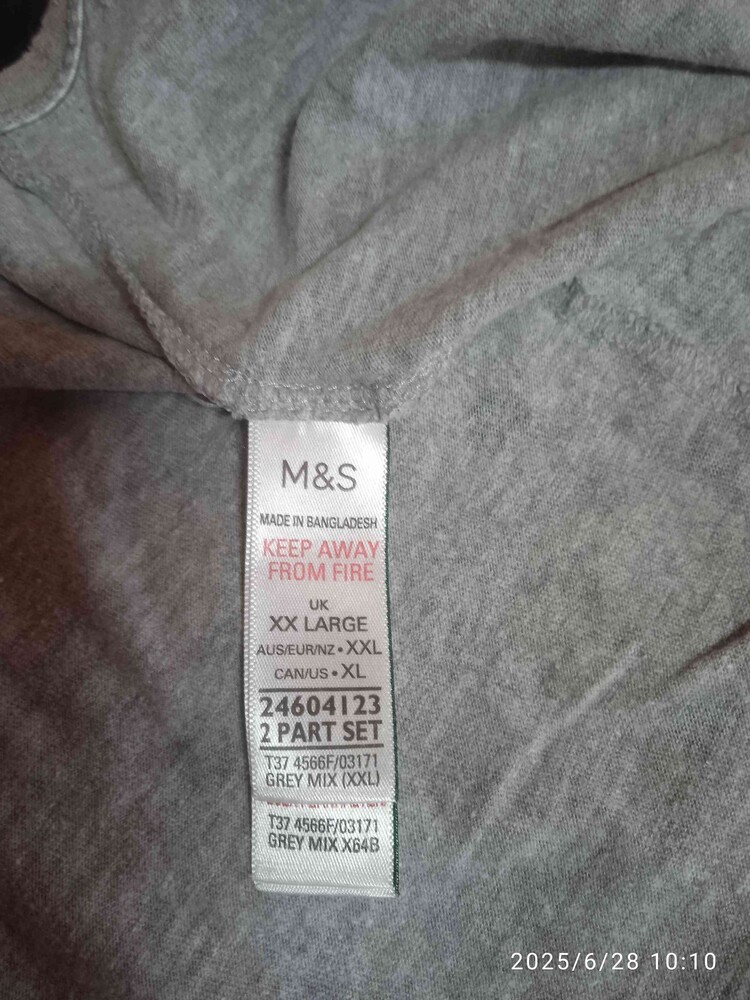 M&S
MADE IN BANGLADESH
KEEP AWAY
FROM FIRE
UK
XX LARGE
AUS/EUR/NZ • XXL
CAN/US • XL
24604123
2 PART SET
T37 4566F/03171
GREY MIX (XXL)
T37 4566F/03171
GREY MIX X64B
2025/6/28 10:10